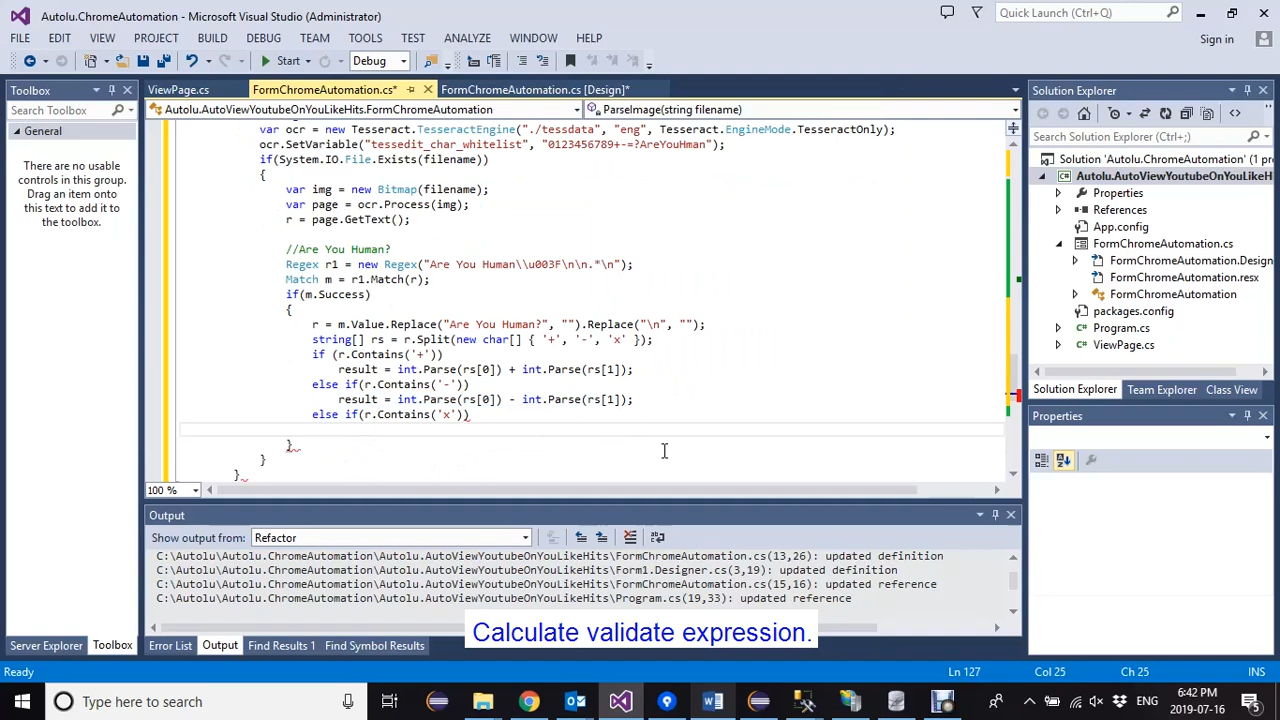 Autolu.ChromeAutomation - Microsoft Visual Studio (Administrator)
Quick Launch (Ctrl+Q)
FILE EDIT VIEW PROJECT BUILD DEBUG TEAM TOOLS TEST ANALYZE WINDOW HELP
Sign in
Start Debug
Toolbox
Search Toolbox
General
There are no usable
controls in this group.
Drag an item onto
this text to add it to
the toolbox.
ViewPage.cs FormChromeAutomation.cs* FormChromeAutomation.cs [Design]*
Autolu.AutoViewYoutubeOnYouLikeHits.FormChromeAutomation ParseImage(string filename)
var ocr = new Tesseract.TesseractEngine("./tessdata", "eng", Tesseract.EngineMode.TesseractOnly);
ocr.SetVariable("tessedit_char_whitelist", "0123456789+-=?AreYouHman");
if(System.IO.File.Exists(filename))
{
var img = new Bitmap(filename);
var page = ocr.Process(img);
r = page.GetText();
//Are You Human?
Regex r1 = new Regex("Are You Human\\u003F\n\n.*\n");
Match m = r1.Match(r);
if(m.Success)
{
r = m.Value.Replace("Are You Human?", "").Replace("\n", "");
string[] rs = r.Split(new char[] { '+', '-', 'x' });
if (r.Contains('+'))
result = int.Parse(rs[0]) + int.Parse(rs[1]);
else if(r.Contains('-'))
result = int.Parse(rs[0]) - int.Parse(rs[1]);
else if(r.Contains('x'))
}
}
}
100 %
Solution Explorer
Search Solution Explorer (Ctrl+;)
Solution 'Autolu.ChromeAutomation' (1 pro
Autolu.AutoViewYoutubeOnYouLikeH
Properties
References
App.config
FormChromeAutomation.cs
FormChromeAutomation.Design
FormChromeAutomation.resx
FormChromeAutomation
packages.config
Program.cs
ViewPage.cs
Solution Explorer Team Explorer Class View
Properties
Output
Show output from: Refactor
C:\Autolu\Autolu.ChromeAutomation\Autolu.AutoViewYoutubeOnYouLikeHits\FormChromeAutomation.cs(13,26): updated definition
C:\Autolu\Autolu.ChromeAutomation\Autolu.AutoViewYoutubeOnYouLikeHits\Form1.Designer.cs(3,19): updated definition
C:\Autolu\Autolu.ChromeAutomation\Autolu.AutoViewYoutubeOnYouLikeHits\FormChromeAutomation.cs(15,16): updated reference
C:\Autolu\Autolu.ChromeAutomation\Autolu.AutoViewYoutubeOnYouLikeHits\Program.cs(19,33): updated reference
Calculate validate expression.
Server Explorer Toolbox Error List Output Find Results 1 Find Symbol Results
Ready Ln 127 Col 25 Ch 25 INS
Type here to search
ENG 6:42 PM
2019-07-16
5